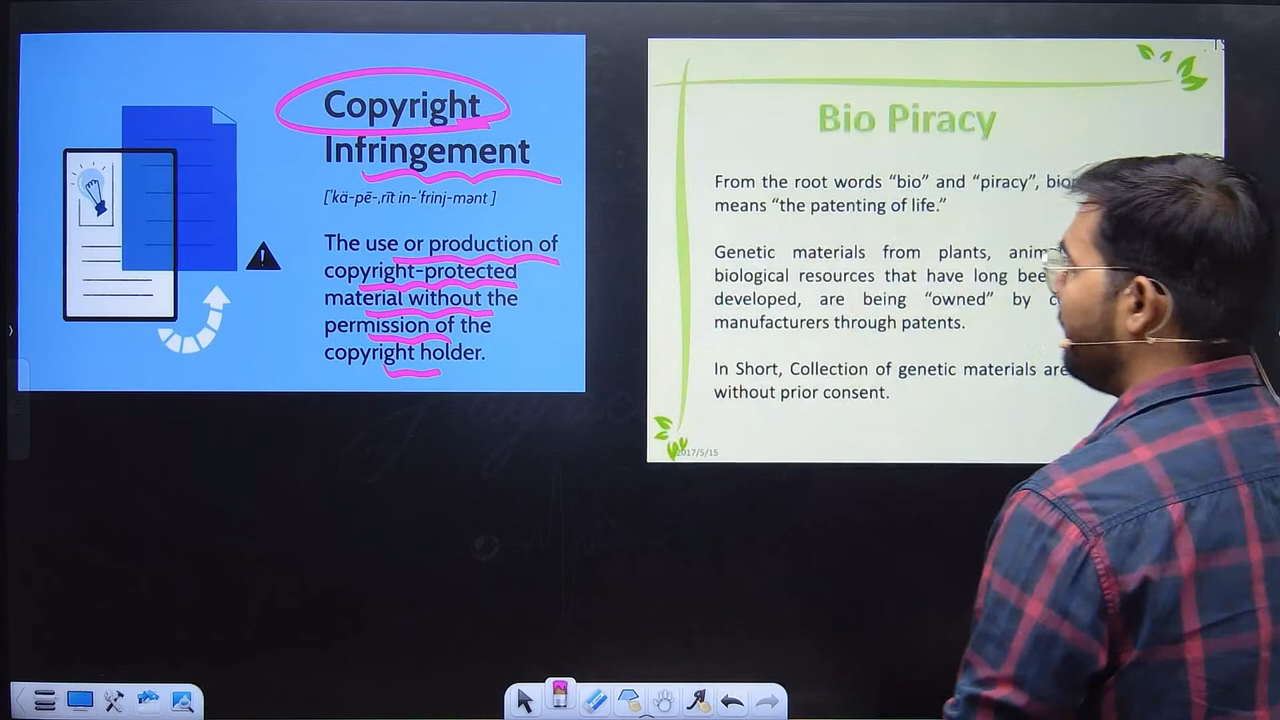 Copyright
Infringement
['kä-pē-,rīt in-'frinj-mənt ]
The use or production of
copyright-protected
material without the
permission of the
copyright holder.
Bio Piracy
From the root words “bio” and “piracy”,
means “the patenting of life.”
Genetic materials from plants,
biological resources that have long
developed, are being “owned” by
manufacturers through patents.
In Short, Collection of genetic materials are
without prior consent.
2017/5/15